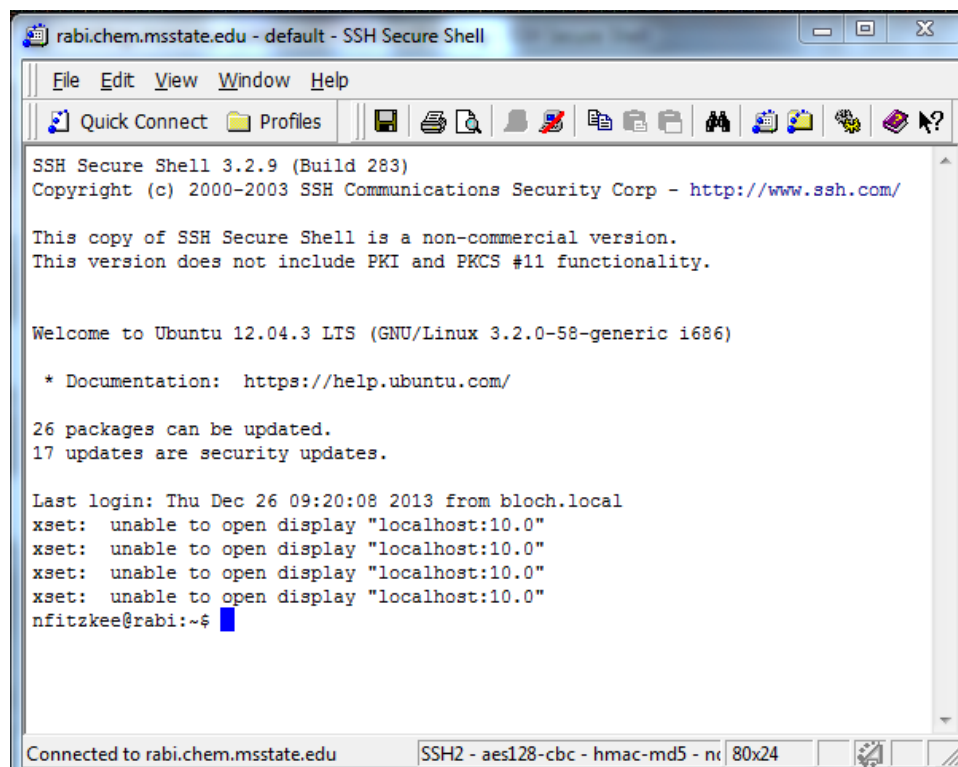 rabi.chem.msstate.edu - default - SSH Secure Shell
File Edit View Window Help
Quick Connect Profiles
SSH Secure Shell 3.2.9 (Build 283)
Copyright (c) 2000-2003 SSH Communications Security Corp - http://www.ssh.com/
This copy of SSH Secure Shell is a non-commercial version.
This version does not include PKI and PKCS #11 functionality.
Welcome to Ubuntu 12.04.3 LTS (GNU/Linux 3.2.0-58-generic i686)
* Documentation:  https://help.ubuntu.com/
26 packages can be updated.
17 updates are security updates.
Last login: Thu Dec 26 09:20:08 2013 from bloch.local
xset:  unable to open display "localhost:10.0"
xset:  unable to open display "localhost:10.0"
xset:  unable to open display "localhost:10.0"
xset:  unable to open display "localhost:10.0"
nfitzkee@rabi:~$
Connected to rabi.chem.msstate.edu SSH2 - aes128-cbc - hmac-md5 - 80x24